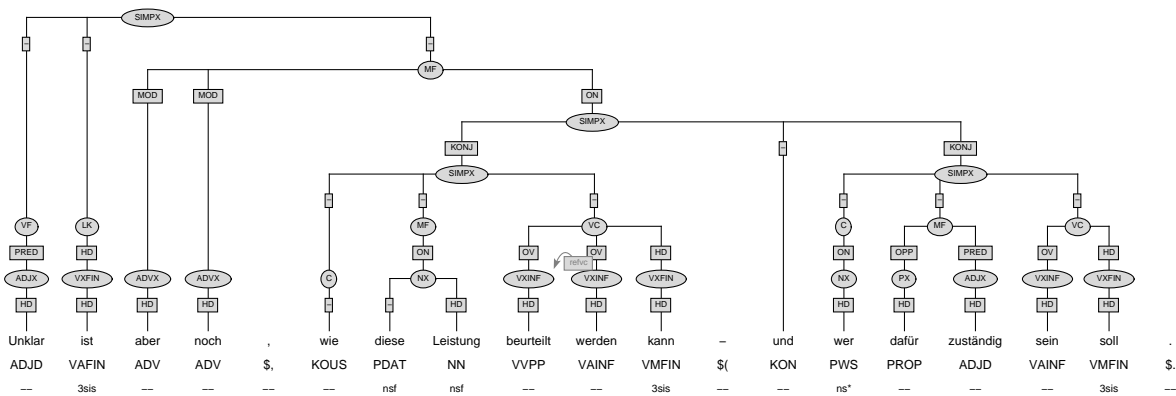 SIMPX
– – –
MF
MOD MOD ON
SIMPX
KONJ – KONJ
SIMPX SIMPX
– – – – – –
VF LK MF VC C MF VC
PRED HD ON OV refvc OV HD ON OPP PRED OV HD
ADJX VXFIN ADVX ADVX C NX VXINF VXINF VXFIN NX PX ADJX VXINF VXFIN
HD HD HD HD – – HD HD HD HD HD HD HD HD HD
Unklar ist aber noch , wie diese Leistung beurteilt werden kann – und wer dafür zuständig sein soll .
ADJD VAFIN ADV ADV $, KOUS PDAT NN VVPP VAINF VMFIN $( KON PWS PROP ADJD VAINF VMFIN $.
–– 3sis –– –– –– –– nsf nsf –– –– 3sis –– –– ns* –– –– –– 3sis ––